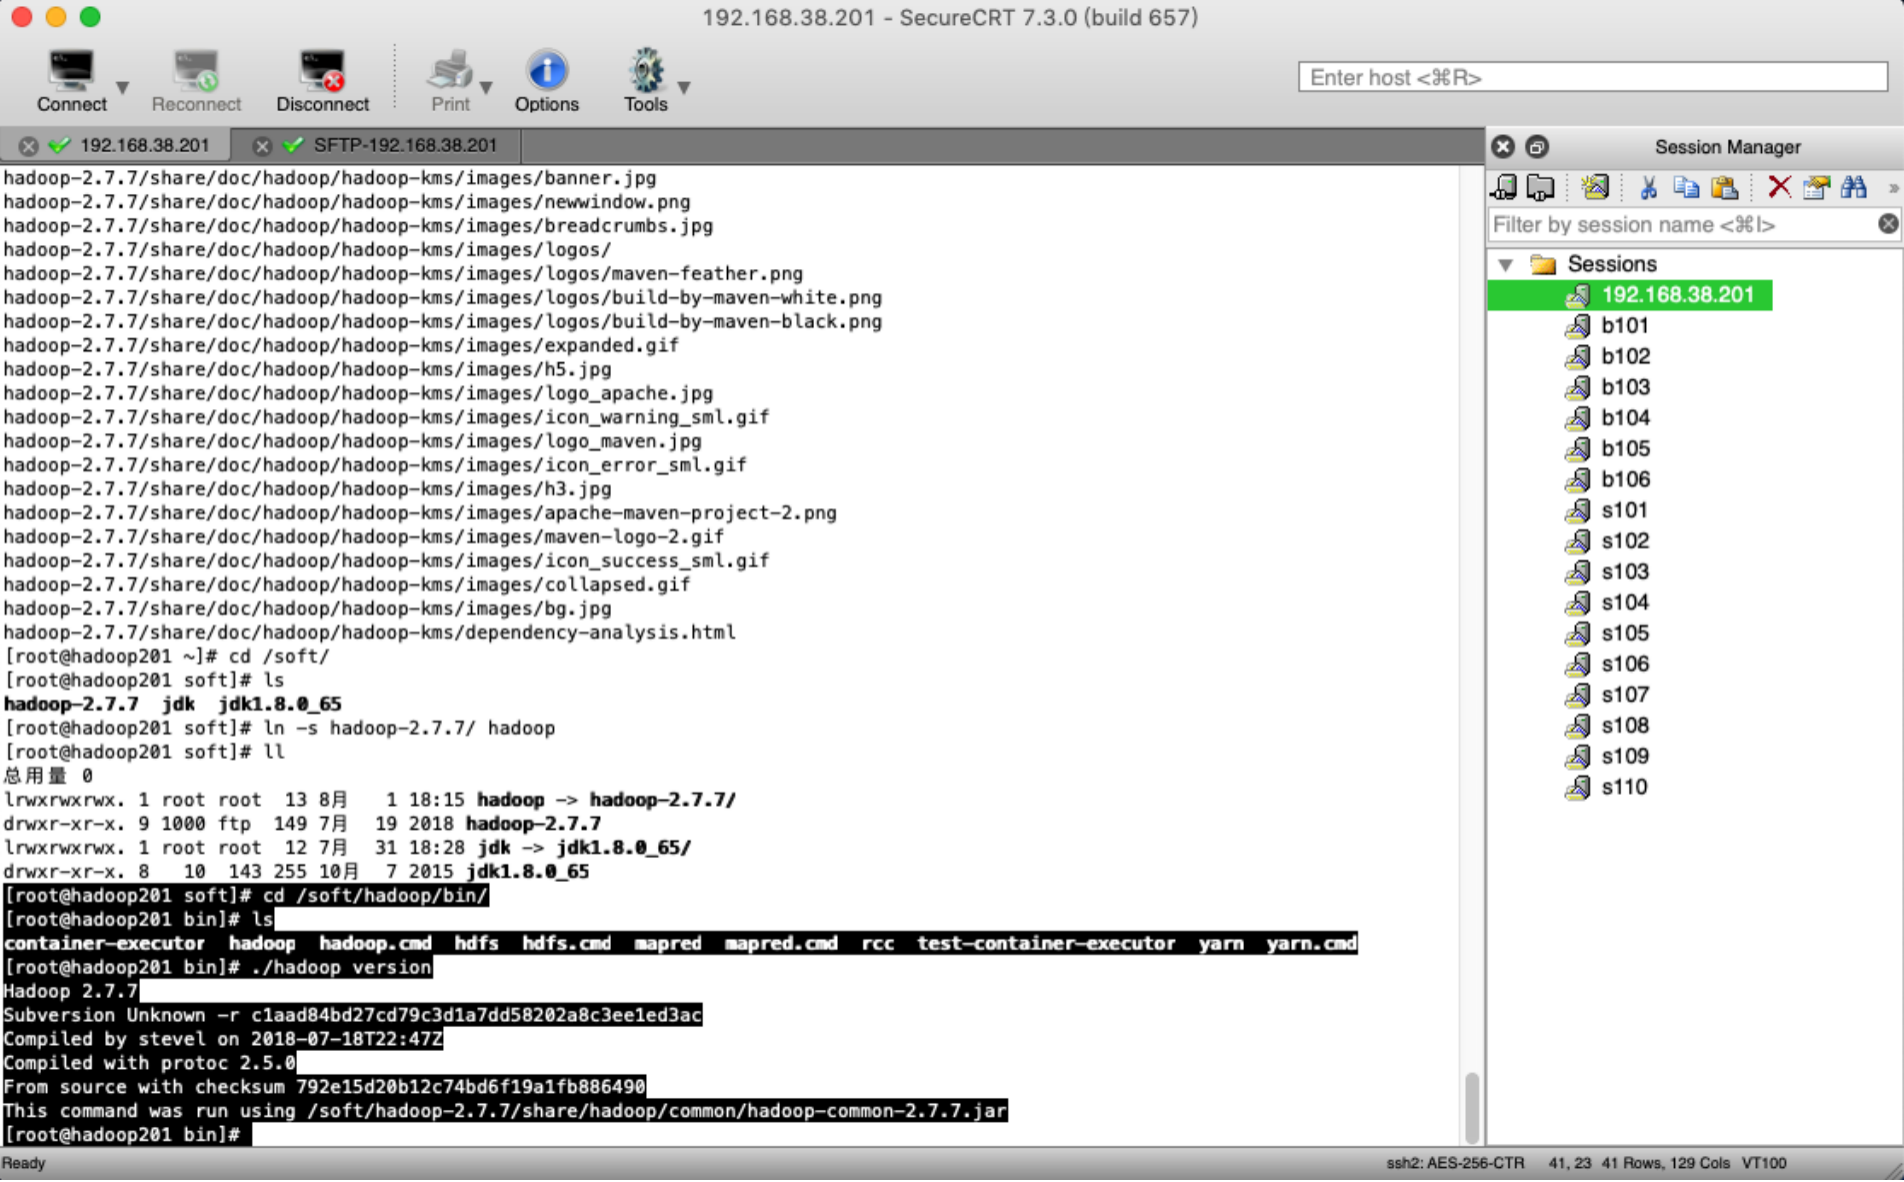 192.168.38.201 - SecureCRT 7.3.0 (build 657)
Connect
Reconnect
Disconnect
Print
Options
Tools
Enter host <⌘R>
192.168.38.201
SFTP-192.168.38.201
hadoop-2.7.7/share/doc/hadoop/hadoop-kms/images/banner.jpg
hadoop-2.7.7/share/doc/hadoop/hadoop-kms/images/newwindow.png
hadoop-2.7.7/share/doc/hadoop/hadoop-kms/images/breadcrumbs.jpg
hadoop-2.7.7/share/doc/hadoop/hadoop-kms/images/logos/
hadoop-2.7.7/share/doc/hadoop/hadoop-kms/images/logos/maven-feather.png
hadoop-2.7.7/share/doc/hadoop/hadoop-kms/images/logos/build-by-maven-white.png
hadoop-2.7.7/share/doc/hadoop/hadoop-kms/images/logos/build-by-maven-black.png
hadoop-2.7.7/share/doc/hadoop/hadoop-kms/images/expanded.gif
hadoop-2.7.7/share/doc/hadoop/hadoop-kms/images/h5.jpg
hadoop-2.7.7/share/doc/hadoop/hadoop-kms/images/logo_apache.jpg
hadoop-2.7.7/share/doc/hadoop/hadoop-kms/images/icon_warning_sml.gif
hadoop-2.7.7/share/doc/hadoop/hadoop-kms/images/logo_maven.jpg
hadoop-2.7.7/share/doc/hadoop/hadoop-kms/images/icon_error_sml.gif
hadoop-2.7.7/share/doc/hadoop/hadoop-kms/images/h3.jpg
hadoop-2.7.7/share/doc/hadoop/hadoop-kms/images/apache-maven-project-2.png
hadoop-2.7.7/share/doc/hadoop/hadoop-kms/images/maven-logo-2.gif
hadoop-2.7.7/share/doc/hadoop/hadoop-kms/images/icon_success_sml.gif
hadoop-2.7.7/share/doc/hadoop/hadoop-kms/images/collapsed.gif
hadoop-2.7.7/share/doc/hadoop/hadoop-kms/images/bg.jpg
hadoop-2.7.7/share/doc/hadoop/hadoop-kms/dependency-analysis.html
[root@hadoop201 ~]# cd /soft/
[root@hadoop201 soft]# ls
hadoop-2.7.7  jdk  jdk1.8.0_65
[root@hadoop201 soft]# ln -s hadoop-2.7.7/ hadoop
[root@hadoop201 soft]# ll
总用量 0
lrwxrwxrwx. 1 root root  13 8月   1 18:15 hadoop -> hadoop-2.7.7/
drwxr-xr-x. 9 1000 ftp  149 7月  19 2018 hadoop-2.7.7
lrwxrwxrwx. 1 root root  12 7月  31 18:28 jdk -> jdk1.8.0_65/
drwxr-xr-x. 8   10  143 255 10月  7 2015 jdk1.8.0_65
[root@hadoop201 soft]# cd /soft/hadoop/bin/
[root@hadoop201 bin]# ls
container-executor  hadoop  hadoop.cmd  hdfs  hdfs.cmd  mapred  mapred.cmd  rcc  test-container-executor  yarn  yarn.cmd
[root@hadoop201 bin]# ./hadoop version
Hadoop 2.7.7
Subversion Unknown -r c1aad84bd27cd79c3d1a7dd58202a8c3ee1ed3ac
Compiled by stevel on 2018-07-18T22:47Z
Compiled with protoc 2.5.0
From source with checksum 792e15d20b12c74bd6f19a1fb886490
This command was run using /soft/hadoop-2.7.7/share/hadoop/common/hadoop-common-2.7.7.jar
[root@hadoop201 bin]#
Session Manager
Filter by session name <⌘I>
Sessions
192.168.38.201
b101
b102
b103
b104
b105
b106
s101
s102
s103
s104
s105
s106
s107
s108
s109
s110
Ready
ssh2: AES-256-CTR    41, 23  41 Rows, 129 Cols  VT100